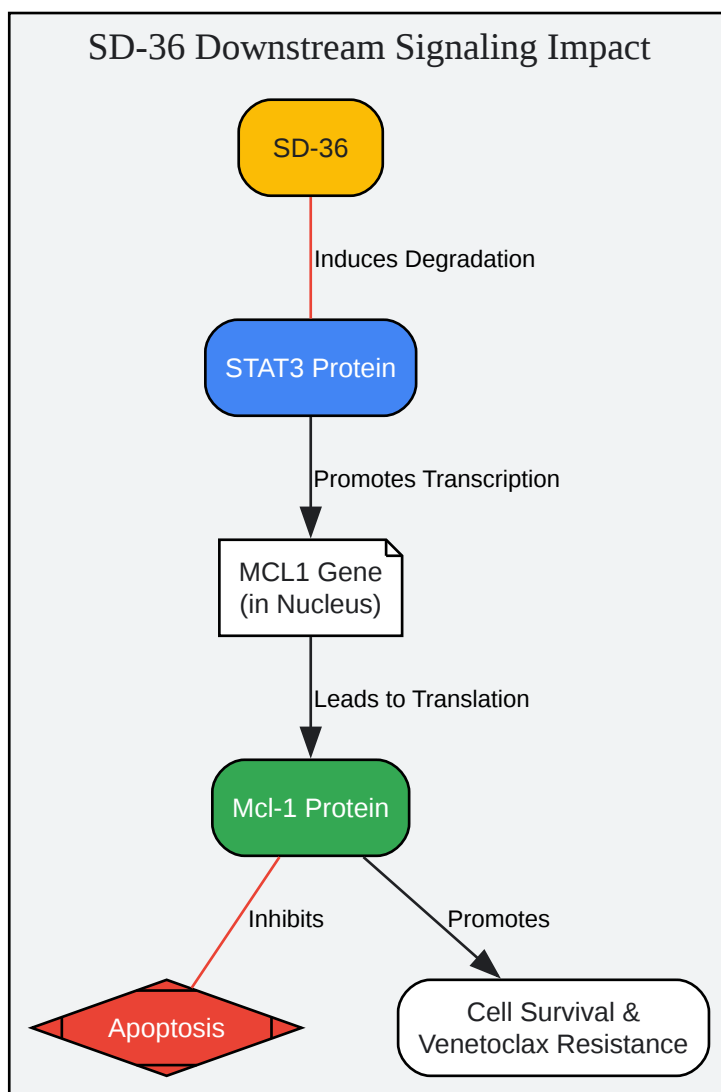 SD-36 Downstream Signaling Impact
SD-36
Induces Degradation
STAT3 Protein
Promotes Transcription
MCL1 Gene
(in Nucleus)
Leads to Translation
Mcl-1 Protein
Inhibits
Promotes
Apoptosis
Cell Survival &
Venetoclax Resistance